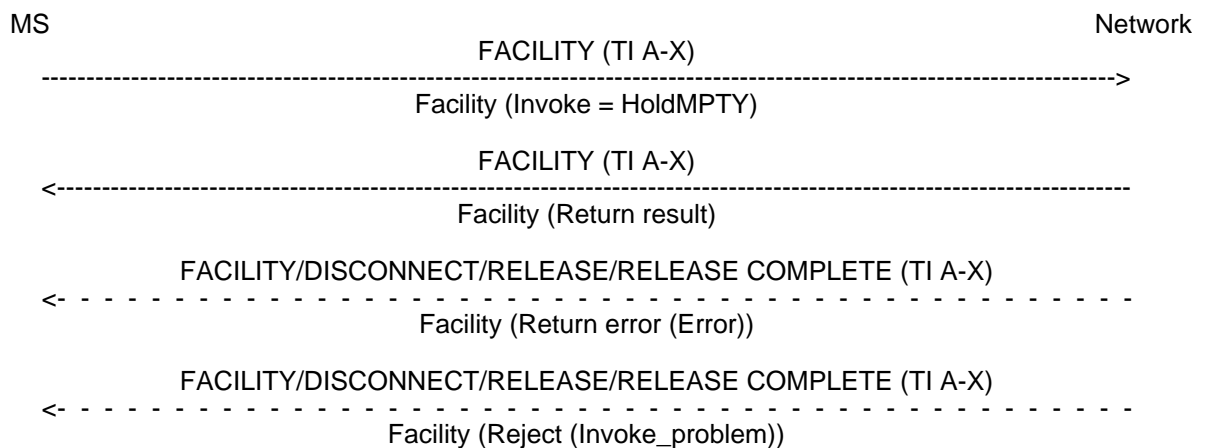 MS Network
FACILITY (TI A-X)
------------------------------------------------------------------------------------------------------------------------>
Facility (Invoke = HoldMPTY)
FACILITY (TI A-X)
<------------------------------------------------------------------------------------------------------------------------
Facility (Return result)
FACILITY/DISCONNECT/RELEASE/RELEASE COMPLETE (TI A-X)
<- - - - - - - - - - - - - - - - - - - - - - - - - - - - - - - - - - - - - - - - - - - - - - - - - - - - - -
Facility (Return error (Error))
FACILITY/DISCONNECT/RELEASE/RELEASE COMPLETE (TI A-X)
<- - - - - - - - - - - - - - - - - - - - - - - - - - - - - - - - - - - - - - - - - - - - - - - - - - - - - -
Facility (Reject (Invoke_problem))